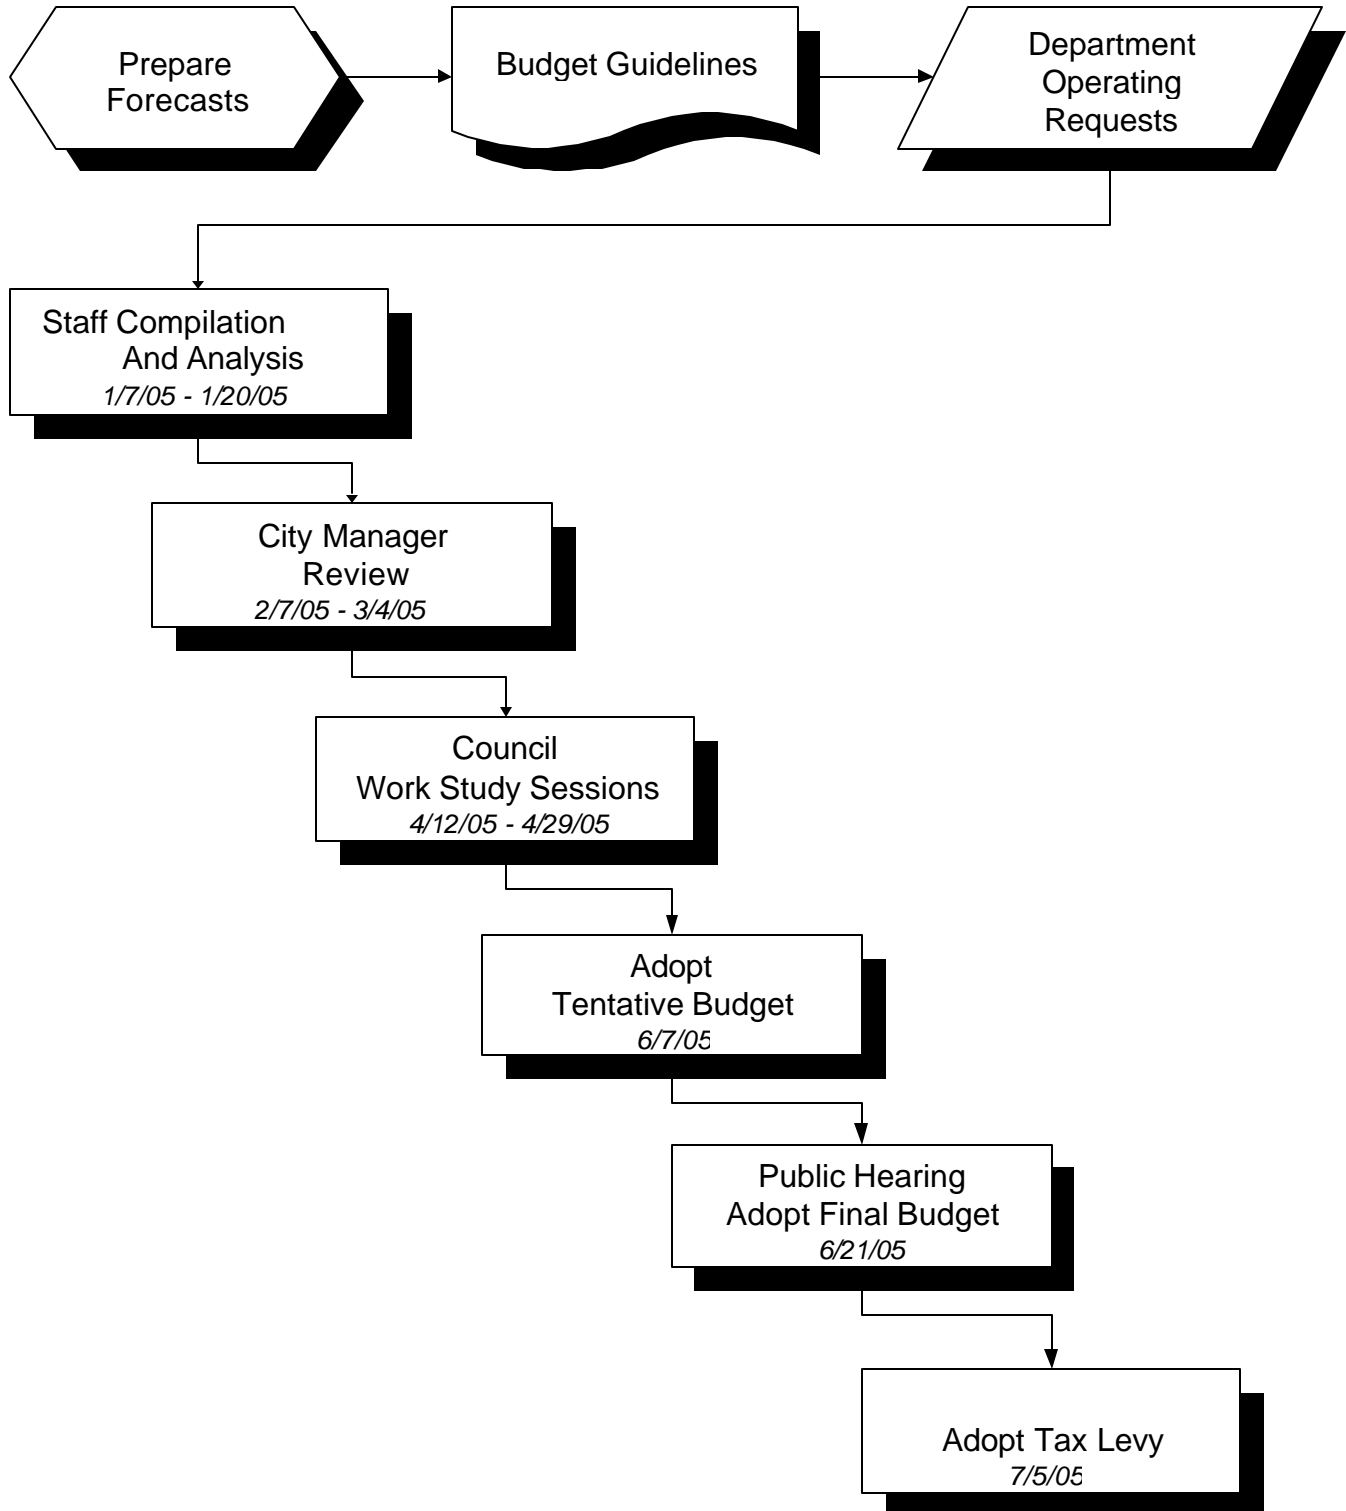 Prepare
Forecasts
Budget Guidelines
Department
Operating
Requests
Staff Compilation
And Analysis
1/7/05 - 1/20/05
City Manager
Review
2/7/05 - 3/4/05
Council
Work Study Sessions
4/12/05 - 4/29/05
Adopt
Tentative Budget
6/7/05
Public Hearing
Adopt Final Budget
6/21/05
Adopt Tax Levy
7/5/05